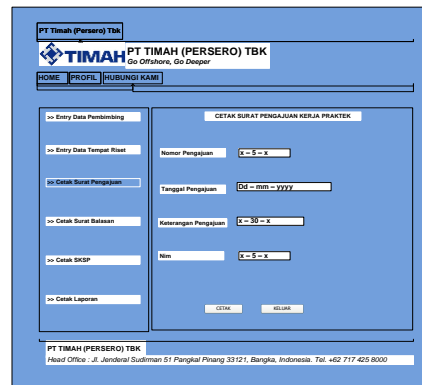 PT Timah (Persero) Tbk
TIMAH
PT TIMAH (PERSERO) TBK
Go Offshore, Go Deeper
HOME PROFIL HUBUNGI KAMI
>> Entry Data Pembimbing
>> Entry Data Tempat Riset
>> Cetak Surat Pengajuan
>> Cetak Surat Balasan
>> Cetak SKSP
>> Cetak Laporan
CETAK SURAT PENGAJUAN KERJA PRAKTEK
Nomor Pengajuan x – 5 – x
Tanggal Pengajuan Dd – mm – yyyy
Keterangan Pengajuan x – 30 – x
Nim x – 5 – x
CETAK KELUAR
PT TIMAH (PERSERO) TBK
Head Office : Jl. Jenderal Sudirman 51 Pangkal Pinang 33121, Bangka, Indonesia. Tel. +62 717 425 8000